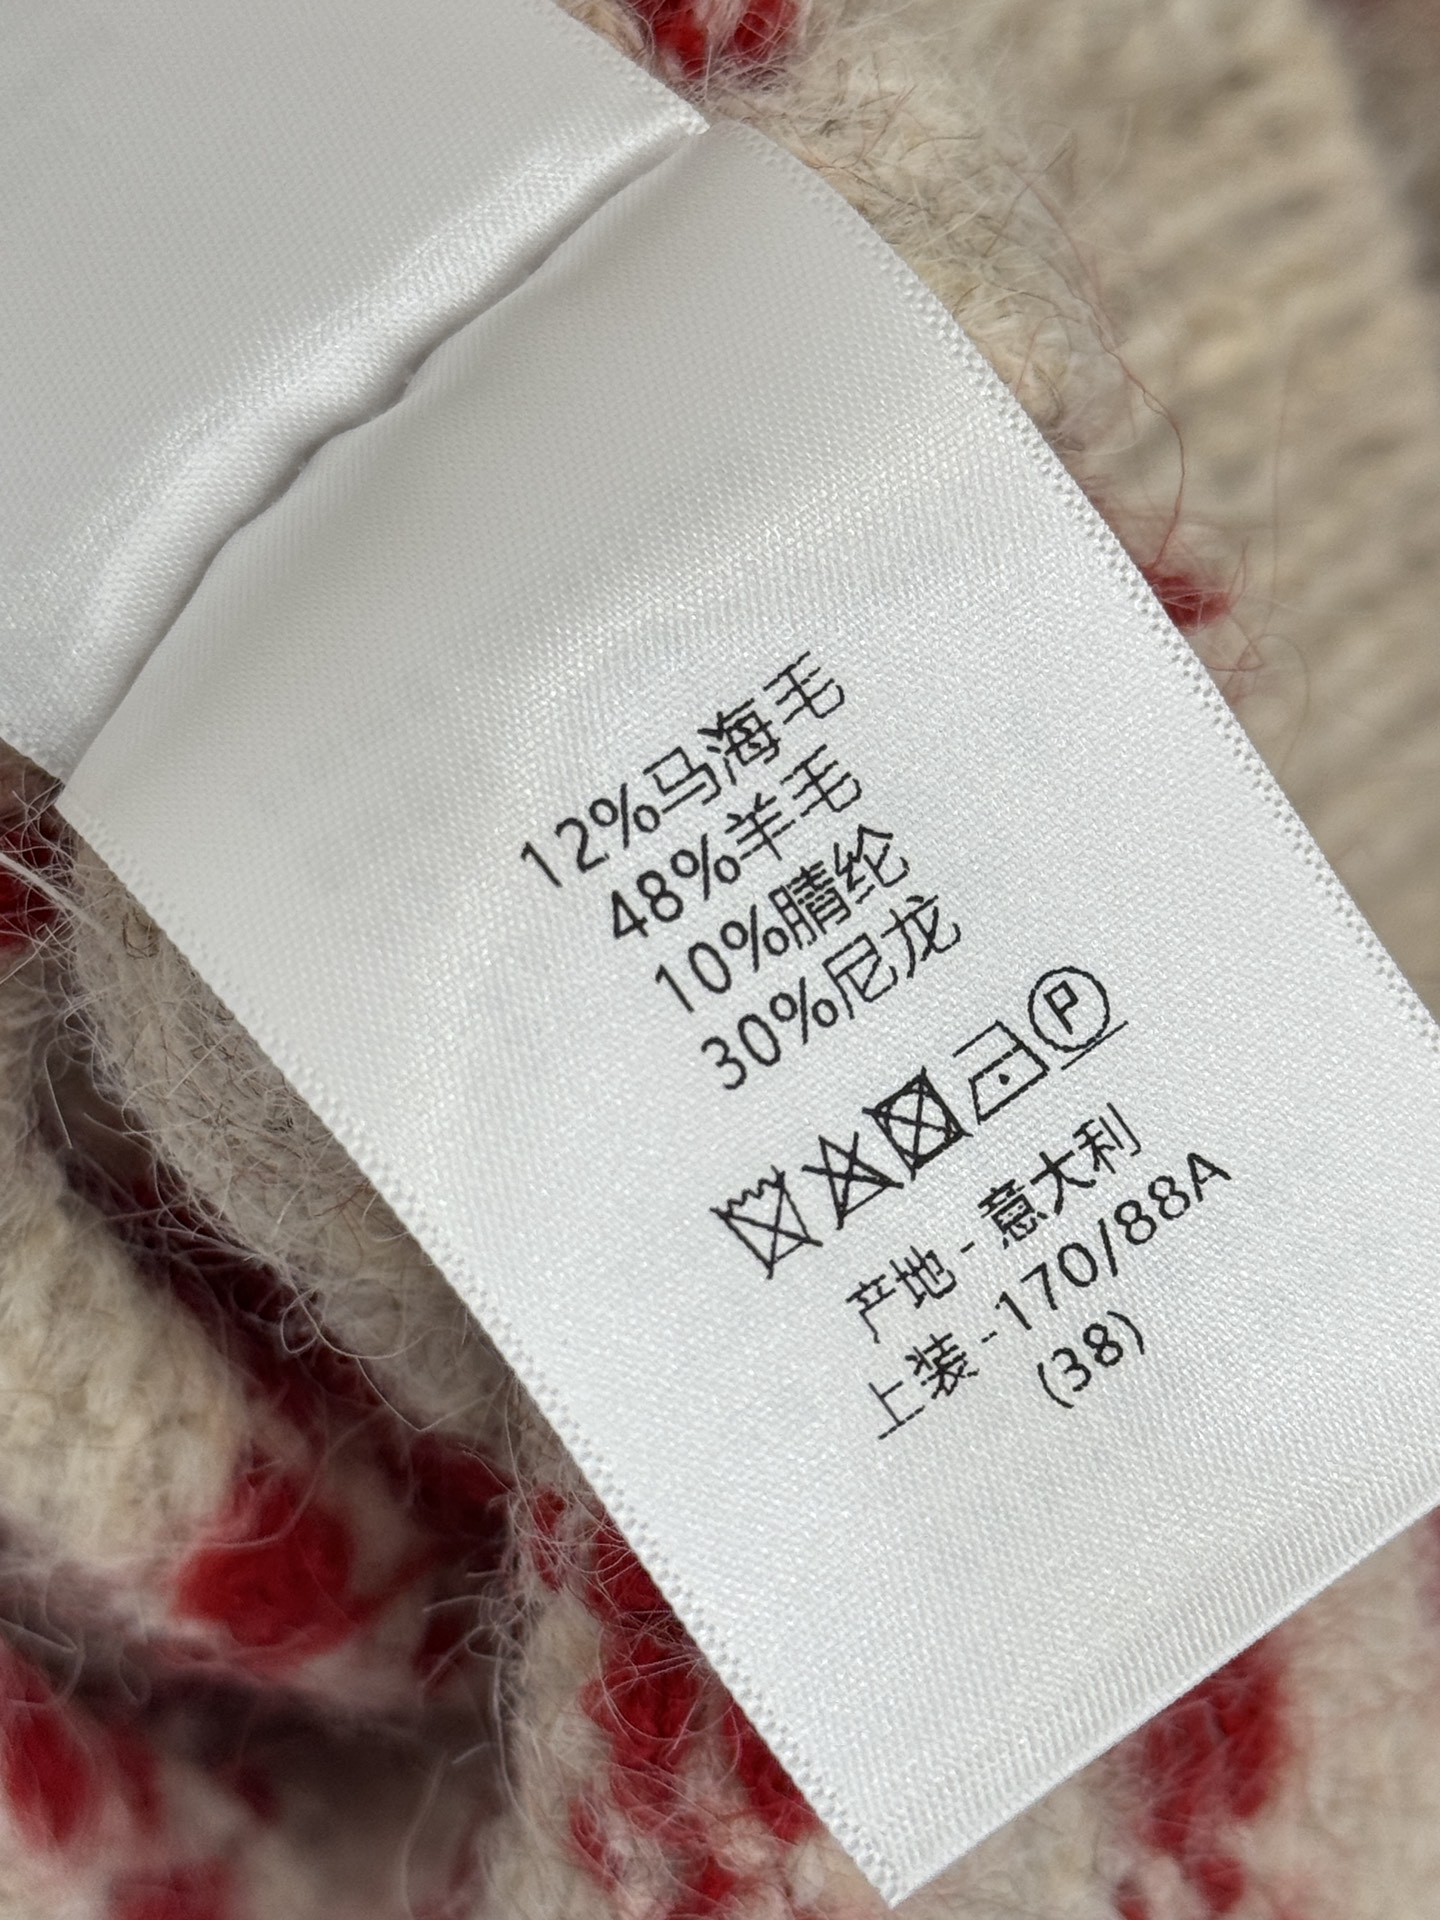 12%马海毛
48%羊毛
10%腈纶
30%尼龙
P
产地-意大利
上装-170/88A
(38)